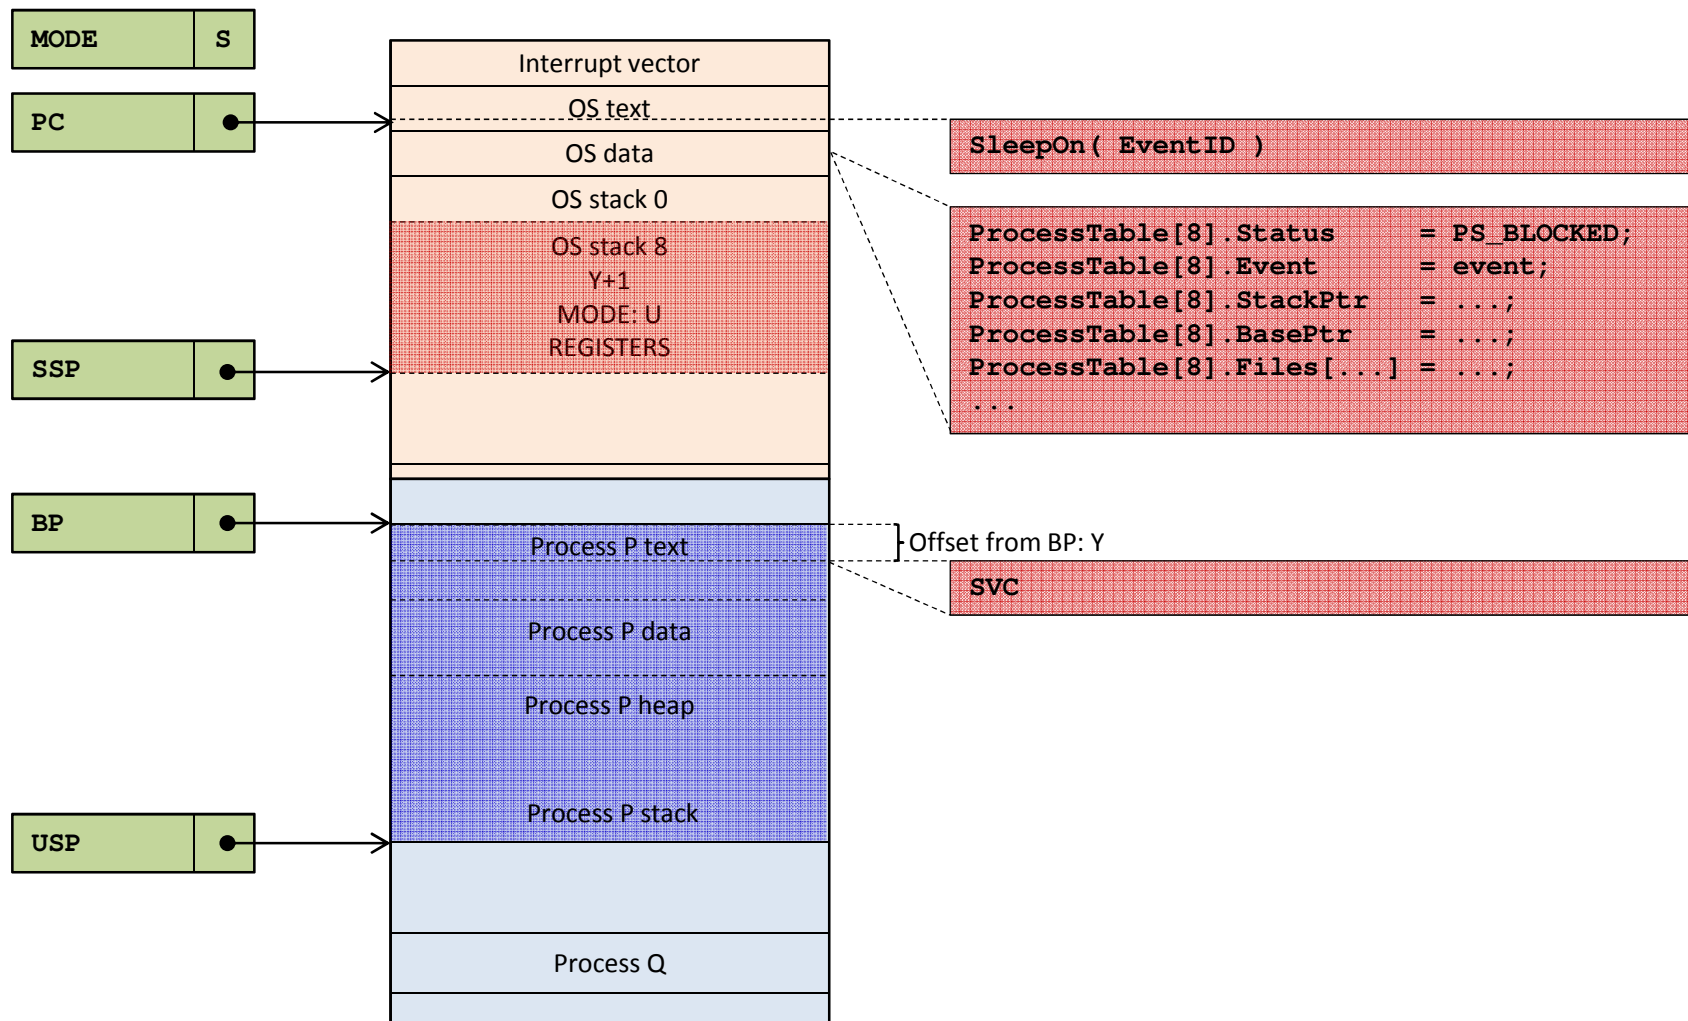 MODE S
PC
SSP
BP
USP
Interrupt vector
OS text
OS data
OS stack 0
OS stack 8
Y+1
MODE: U
REGISTERS
Process P text
Process P data
Process P heap
Process P stack
Process Q
SleepOn( EventID )
ProcessTable[8].Status = PS_BLOCKED;
ProcessTable[8].Event = event;
ProcessTable[8].StackPtr = ...;
ProcessTable[8].BasePtr = ...;
ProcessTable[8].Files[...] = ...;
...
Offset from BP: Y
SVC